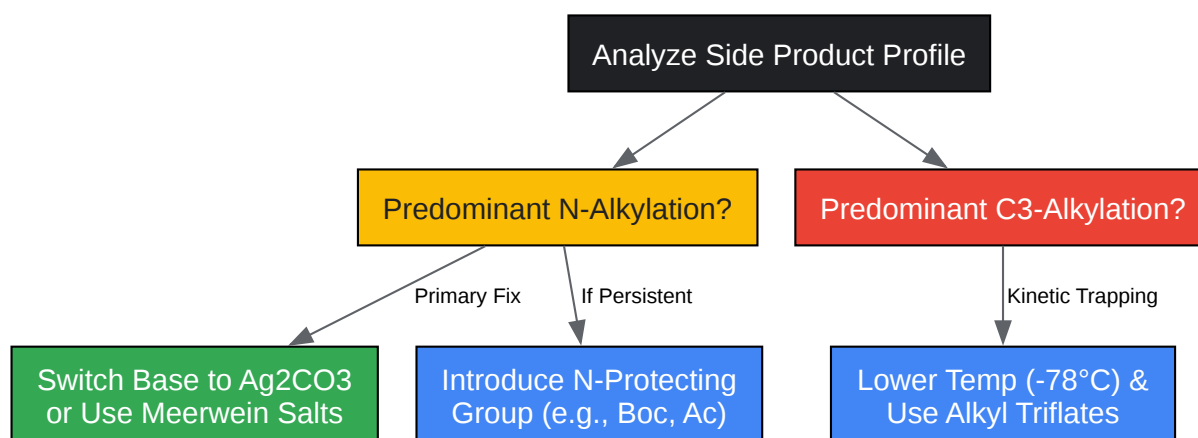 Analyze Side Product Profile
Predominant N-Alkylation?
Predominant C3-Alkylation?
Primary Fix
If Persistent
Kinetic Trapping
Switch Base to Ag2CO3
or Use Meerwein Salts
Introduce N-Protecting
Group (e.g., Boc, Ac)
Lower Temp (-78°C) &
Use Alkyl Triflates